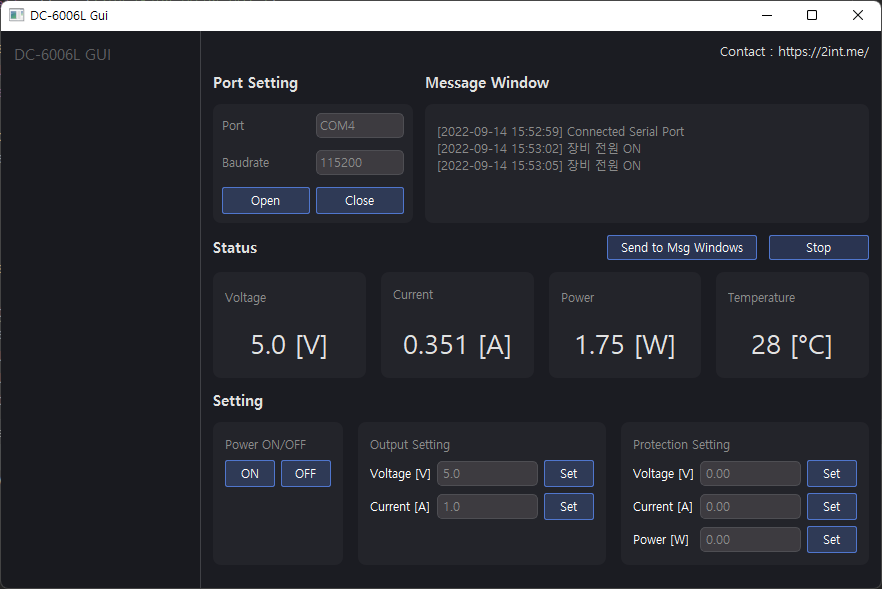 DC-6006L Gui
DC-6006L GUI
Contact : https://2int.me/
Port Setting
Port COM4
Baudrate 115200
Open Close
Message Window
[2022-09-14 15:52:59] Connected Serial Port
[2022-09-14 15:53:02] 장비 전원 ON
[2022-09-14 15:53:05] 장비 전원 ON
Status
Send to Msg Windows Stop
Voltage
5.0 [V]
Current
0.351 [A]
Power
1.75 [W]
Temperature
28 [°C]
Setting
Power ON/OFF
ON OFF
Output Setting
Voltage [V] 5.0 Set
Current [A] 1.0 Set
Protection Setting
Voltage [V] 0.00 Set
Current [A] 0.00 Set
Power [W] 0.00 Set